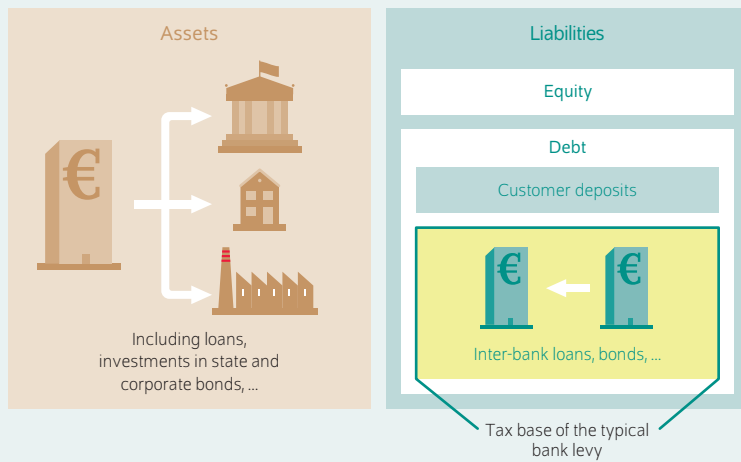 Assets
€
Including loans,
investments in state and
corporate bonds, ...
Liabilities
Equity
Debt
Customer deposits
€ €
Inter-bank loans, bonds, ...
Tax base of the typical
bank levy